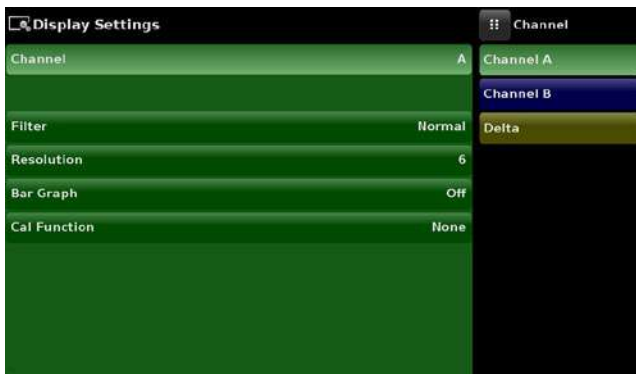 Display Settings
Channel A
Filter Normal
Resolution 6
Bar Graph Off
Cal Function None
Channel
Channel A
Channel B
Delta